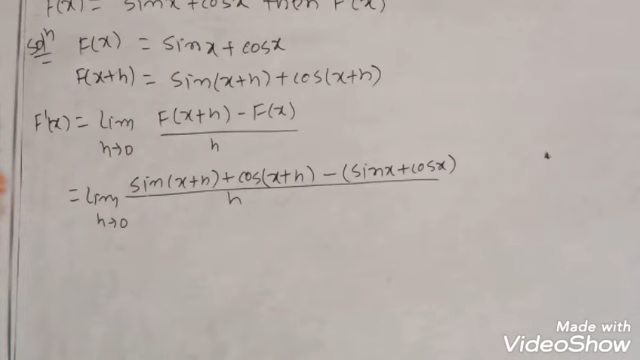 F(x) = sinx + cosx then F'(x)
Solⁿ F(x) = sinx + cosx
F(x+h) = sin(x+h) + cos(x+h)
F'(x) = lim h→0 F(x+h) - F(x) / h
= lim h→0 sin(x+h) + cos(x+h) - (sinx + cosx) / h
Made with
VideoShow